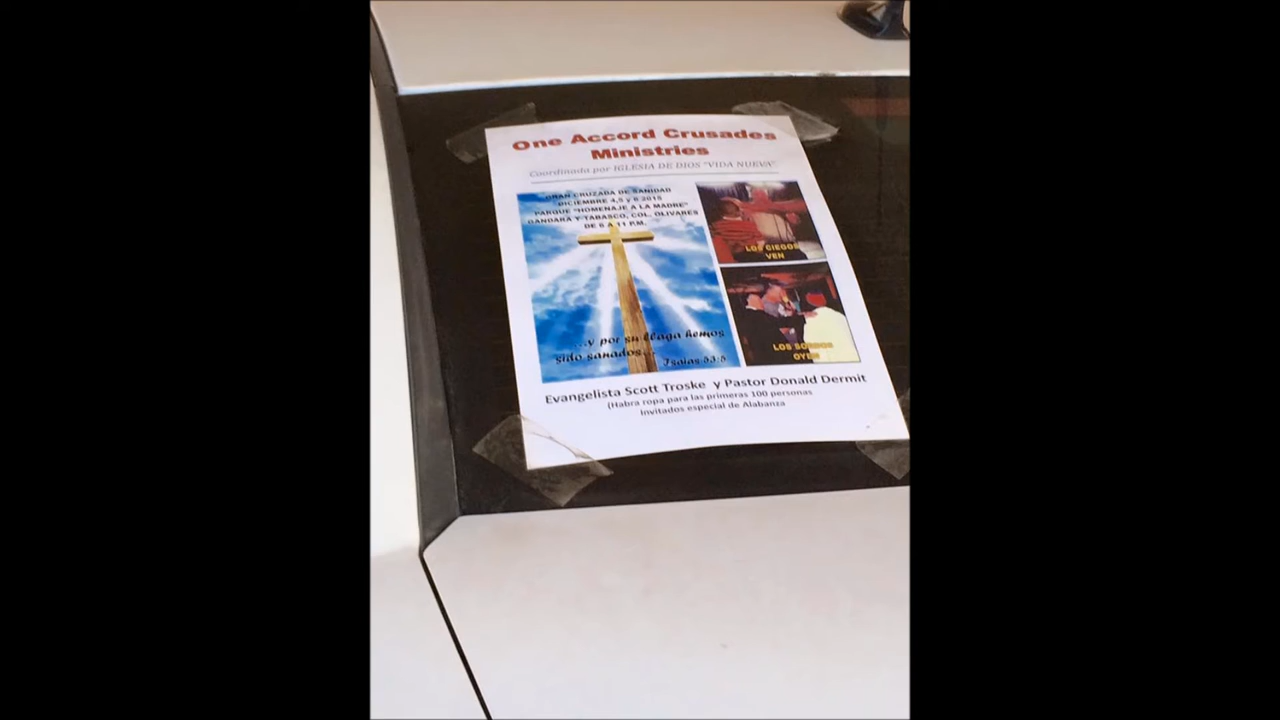 One Accord Crusades
Ministries
Coordinada por IGLESIA DE DIOS "VIDA NUEVA"
GRAN CRUZADA DE SANIDAD
DICIEMBRE 4,5 y 6 2015
PARQUE "HOMENAJE A LA MADRE"
GANDARA Y TABASCO, COL. OLIVARES
DE 6 A 11 P.M.
...y por su llaga hemos
sido sanados... Isaias 53:5
LOS CIEGOS
VEN
LOS SORDOS
OYEN
Evangelista Scott Troske y Pastor Donald Dermit
(Habra ropa para las primeras 100 personas
Invitados especial de Alabanza